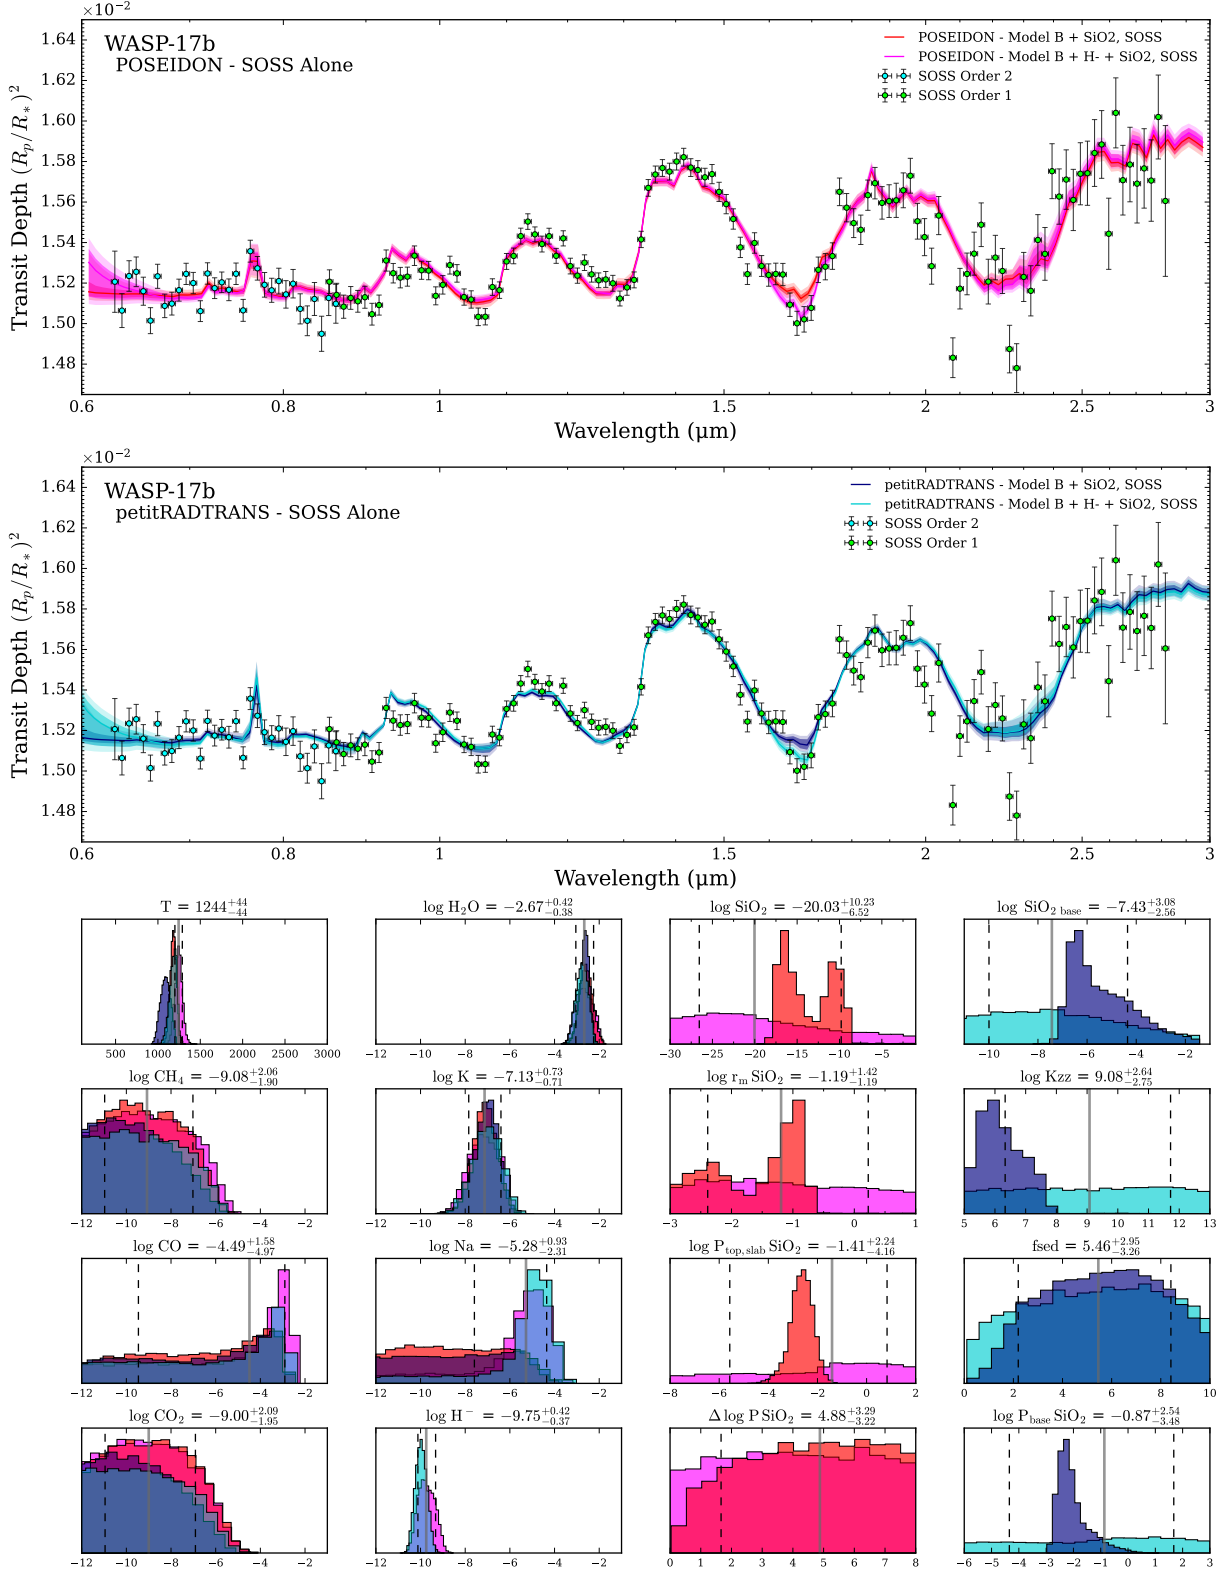 ×10⁻²
WASP-17b
POSEIDON - SOSS Alone
POSEIDON - Model B + SiO2, SOSS
POSEIDON - Model B + H- + SiO2, SOSS
SOSS Order 2
SOSS Order 1
Transit Depth (R_p/R_*)²
1.64
1.62
1.60
1.58
1.56
1.54
1.52
1.50
1.48
0.6 0.8 1 1.5 2 2.5 3
Wavelength (μm)
×10⁻²
WASP-17b
petitRADTRANS - SOSS Alone
petitRADTRANS - Model B + SiO2, SOSS
petitRADTRANS - Model B + H- + SiO2, SOSS
SOSS Order 2
SOSS Order 1
Transit Depth (R_p/R_*)²
1.64
1.62
1.60
1.58
1.56
1.54
1.52
1.50
1.48
0.6 0.8 1 1.5 2 2.5 3
Wavelength (μm)
T = 1244⁺⁴⁴₋₄₄
500 1000 1500 2000 2500 3000
log H₂O = −2.67⁺⁰·⁴²₋₀.₃₈
−12 −10 −8 −6 −4 −2
log SiO₂ = −20.03⁺¹⁰·²³₋₆.₅₂
−30 −25 −20 −15 −10 −5
log SiO₂ base = −7.43⁺³·⁰⁸₋₂.₅₆
−10 −8 −6 −4 −2
log CH₄ = −9.08⁺²·⁰⁶₋₁.₉₀
−12 −10 −8 −6 −4 −2
log K = −7.13⁺⁰·⁷³₋₀.₇₁
−12 −10 −8 −6 −4 −2
log rₘ SiO₂ = −1.19⁺¹·⁴²₋₁.₁₉
−3 −2 −1 0 1
log Kzz = 9.08⁺²·⁶⁴₋₂.₇₅
5 6 7 8 9 10 11 12 13
log CO = −4.49⁺¹·⁵⁸₋₄.₉₇
−12 −10 −8 −6 −4 −2
log Na = −5.28⁺⁰·⁹³₋₂.₃₁
−12 −10 −8 −6 −4 −2
log P_top, slab SiO₂ = −1.41⁺²·²⁴₋₄.₁₆
−8 −6 −4 −2 0 2
fsed = 5.46⁺²·⁹⁵₋₃.₂₆
0 2 4 6 8 10
log CO₂ = −9.00⁺²·⁰⁹₋₁.₉₅
−12 −10 −8 −6 −4 −2
log H⁻ = −9.75⁺⁰·⁴²₋₀.₃₇
−12 −10 −8 −6 −4 −2
Δ log P SiO₂ = 4.88⁺³·²⁹₋₃.₂₂
0 1 2 3 4 5 6 7 8
log P_base SiO₂ = −0.87⁺²·⁵⁴₋₃.₄₈
−6 −5 −4 −3 −2 −1 0 1 2 3